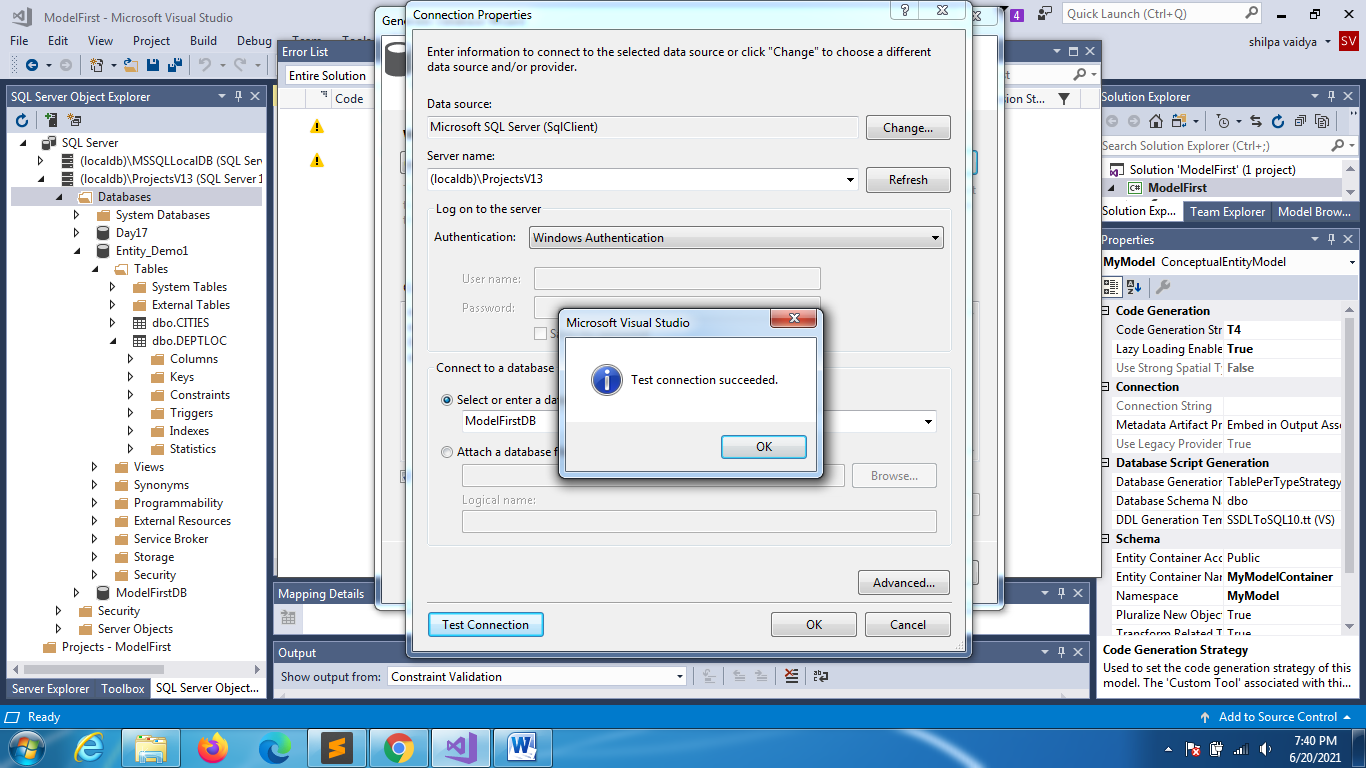 ModelFirst - Microsoft Visual Studio
4
Quick Launch (Ctrl+Q)
File Edit View Project Build Debug
shilpa vaidya
SV
SQL Server Object Explorer
SQL Server
(localdb)\MSSQLLocalDB (SQL Serv
(localdb)\ProjectsV13 (SQL Server 1
Databases
System Databases
Day17
Entity_Demo1
Tables
System Tables
External Tables
dbo.CITIES
dbo.DEPTLOC
Columns
Keys
Constraints
Triggers
Indexes
Statistics
Views
Synonyms
Programmability
External Resources
Service Broker
Storage
Security
ModelFirstDB
Security
Server Objects
Projects - ModelFirst
Server Explorer Toolbox SQL Server Object...
Error List
Entire Solution
Code
Gen
Connection Properties
Enter information to connect to the selected data source or click "Change" to choose a different
data source and/or provider.
Data source:
Microsoft SQL Server (SqlClient)
Change...
Server name:
(localdb)\ProjectsV13
Refresh
Log on to the server
Authentication:
Windows Authentication
User name:
Password:
Connect to a database
Select or enter a da
ModelFirstDB
Attach a database f
Browse...
Logical name:
Advanced...
Test Connection
OK
Cancel
Microsoft Visual Studio
Test connection succeeded.
OK
Mapping Details
Output
Show output from: Constraint Validation
ion St...
Solution Explorer
Search Solution Explorer (Ctrl+;)
Solution 'ModelFirst' (1 project)
C# ModelFirst
Solution Exp... Team Explorer Model Brow...
Properties
MyModel ConceptualEntityModel
Code Generation
Code Generation Str T4
Lazy Loading Enable True
Use Strong Spatial T False
Connection
Connection String
Metadata Artifact Pr Embed in Output Asse
Use Legacy Provider True
Database Script Generation
Database Generation TablePerTypeStrategy
Database Schema N dbo
DDL Generation Tem SSDLToSQL10.tt (VS)
Schema
Entity Container Acc Public
Entity Container Nar MyModelContainer
Namespace MyModel
Pluralize New Object True
Transform Related T True
Code Generation Strategy
Used to set the code generation strategy of this
model. The 'Custom Tool' associated with thi...
Ready
Add to Source Control
7:40 PM
6/20/2021